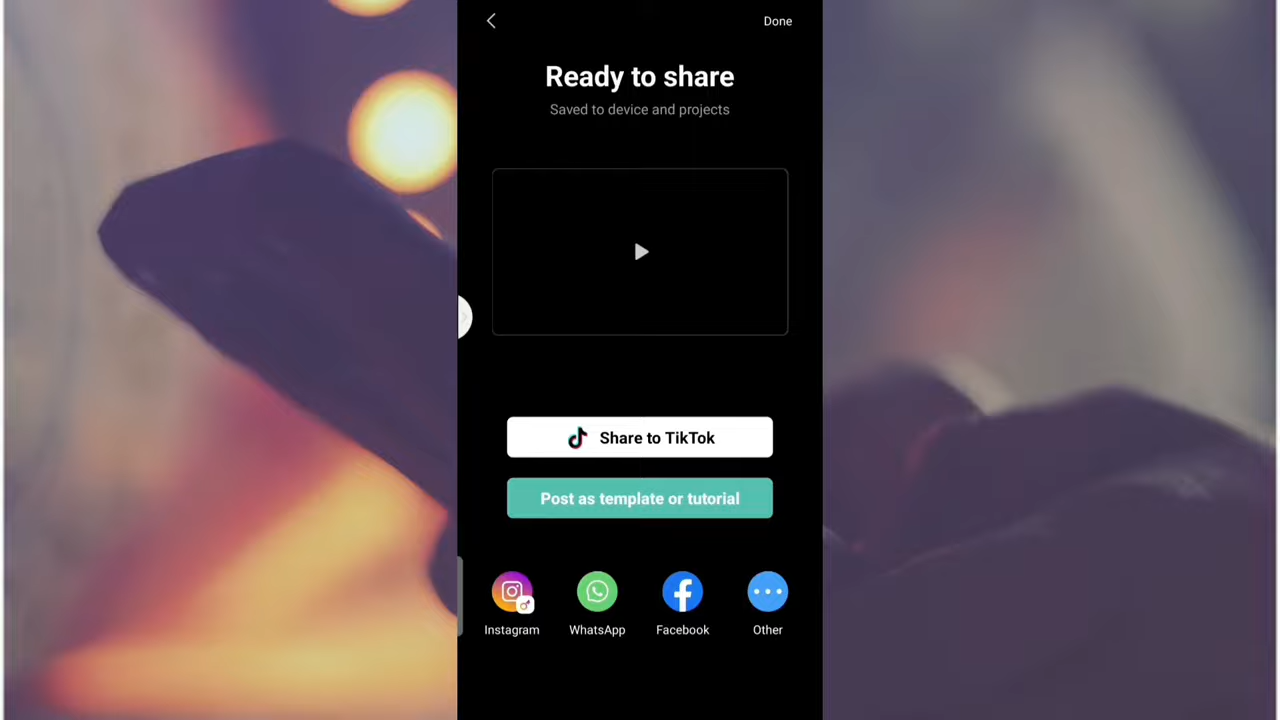 Done
Ready to share
Saved to device and projects
Share to TikTok
Post as template or tutorial
Instagram
WhatsApp
Facebook
Other